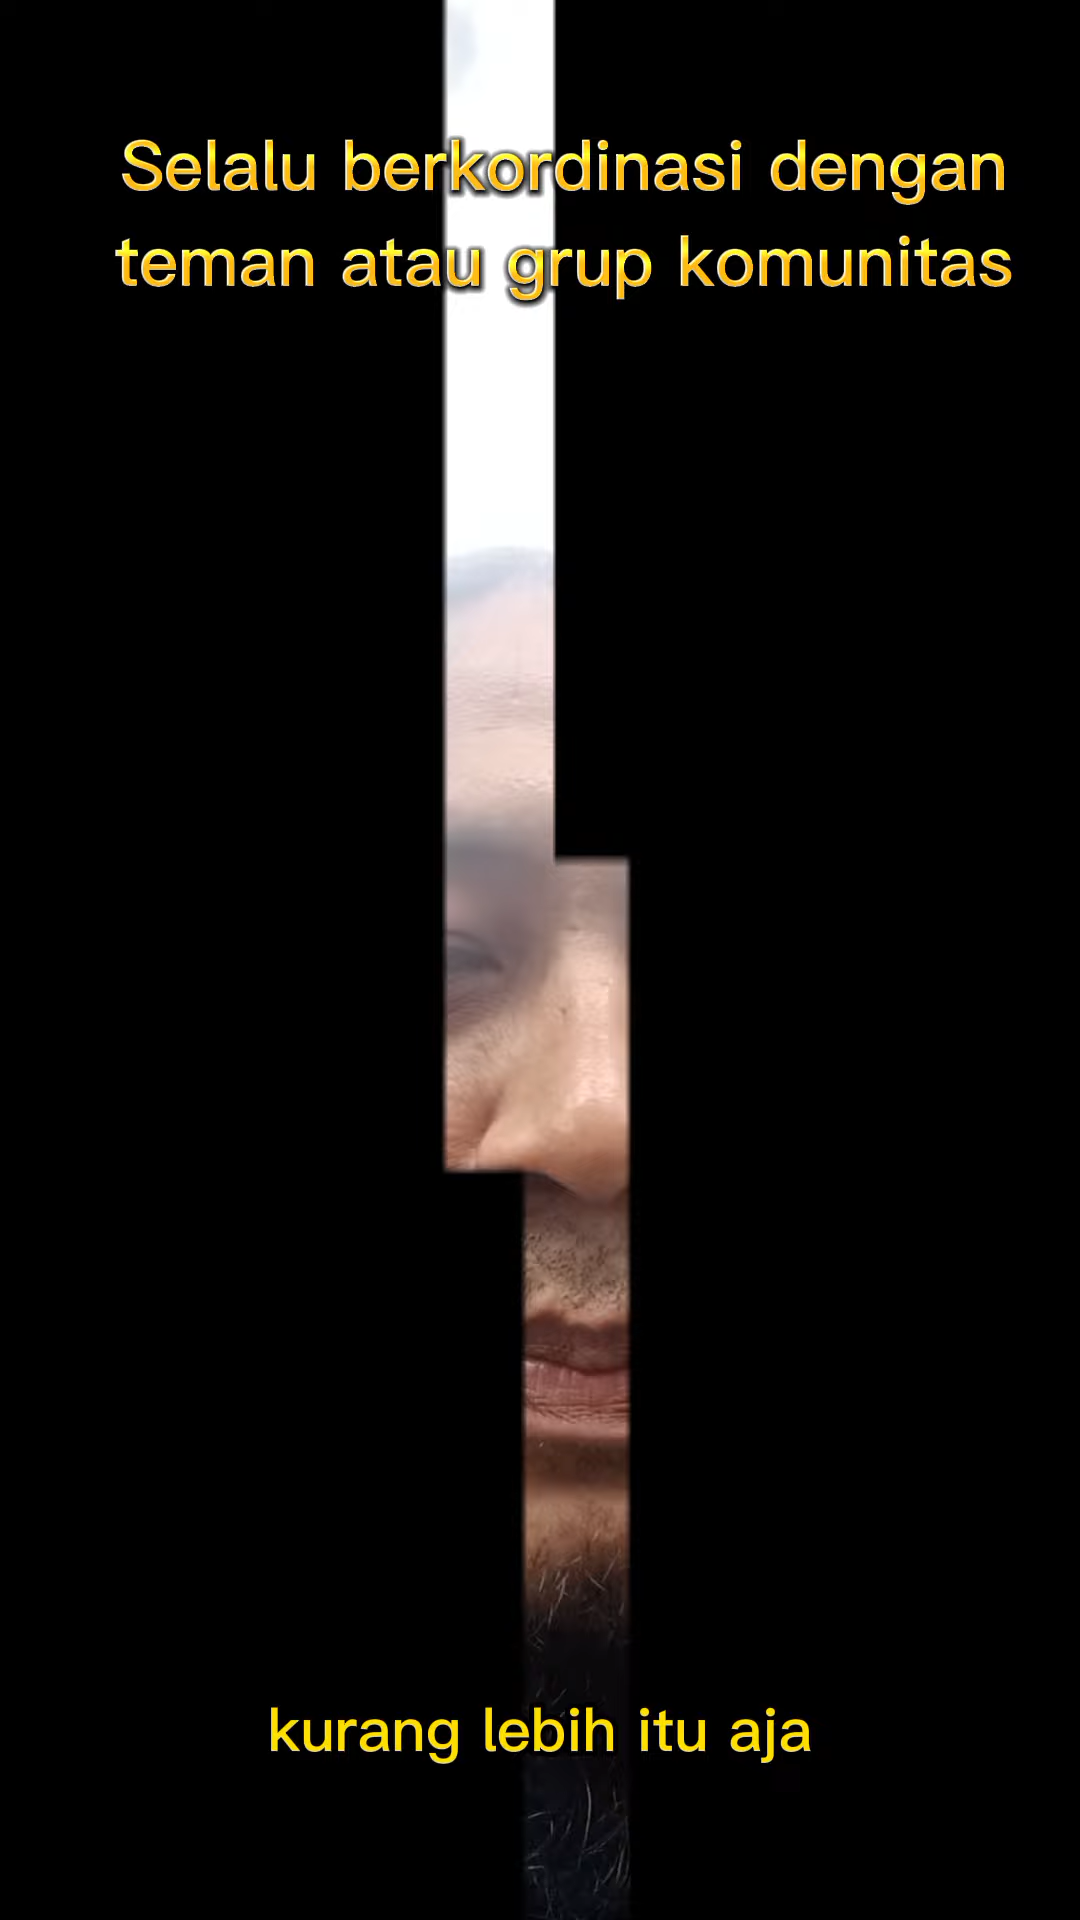 Selalu berkordinasi dengan
teman atau grup komunitas
kurang lebih itu aja